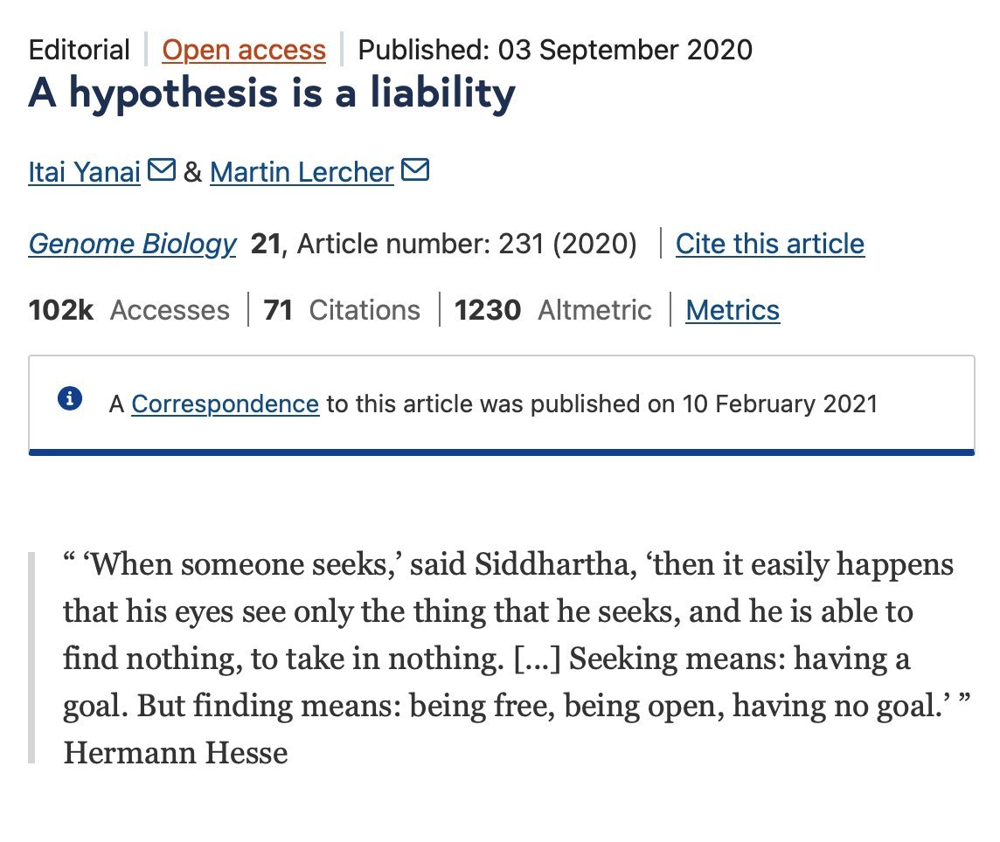 Editorial | Open access | Published: 03 September 2020
A hypothesis is a liability
Itai Yanai & Martin Lercher
Genome Biology 21, Article number: 231 (2020) | Cite this article
102k Accesses | 71 Citations | 1230 Altmetric | Metrics
A Correspondence to this article was published on 10 February 2021
“ ‘When someone seeks,’ said Siddhartha, ‘then it easily happens
that his eyes see only the thing that he seeks, and he is able to
find nothing, to take in nothing. [...] Seeking means: having a
goal. But finding means: being free, being open, having no goal.’ ”
Hermann Hesse